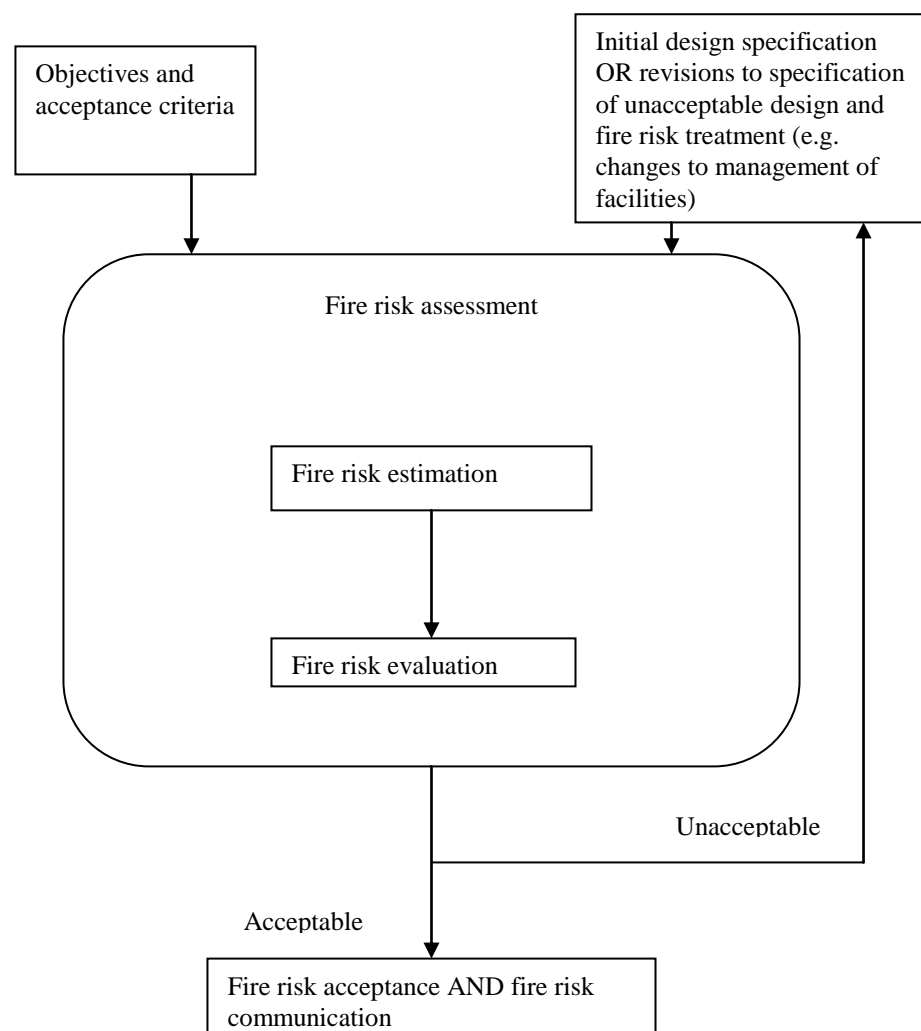 Objectives and
acceptance criteria
Initial design specification
OR revisions to specification
of unacceptable design and
fire risk treatment (e.g.
changes to management of
facilities)
Fire risk assessment
Fire risk estimation
Fire risk evaluation
Unacceptable
Acceptable
Fire risk acceptance AND fire risk
communication